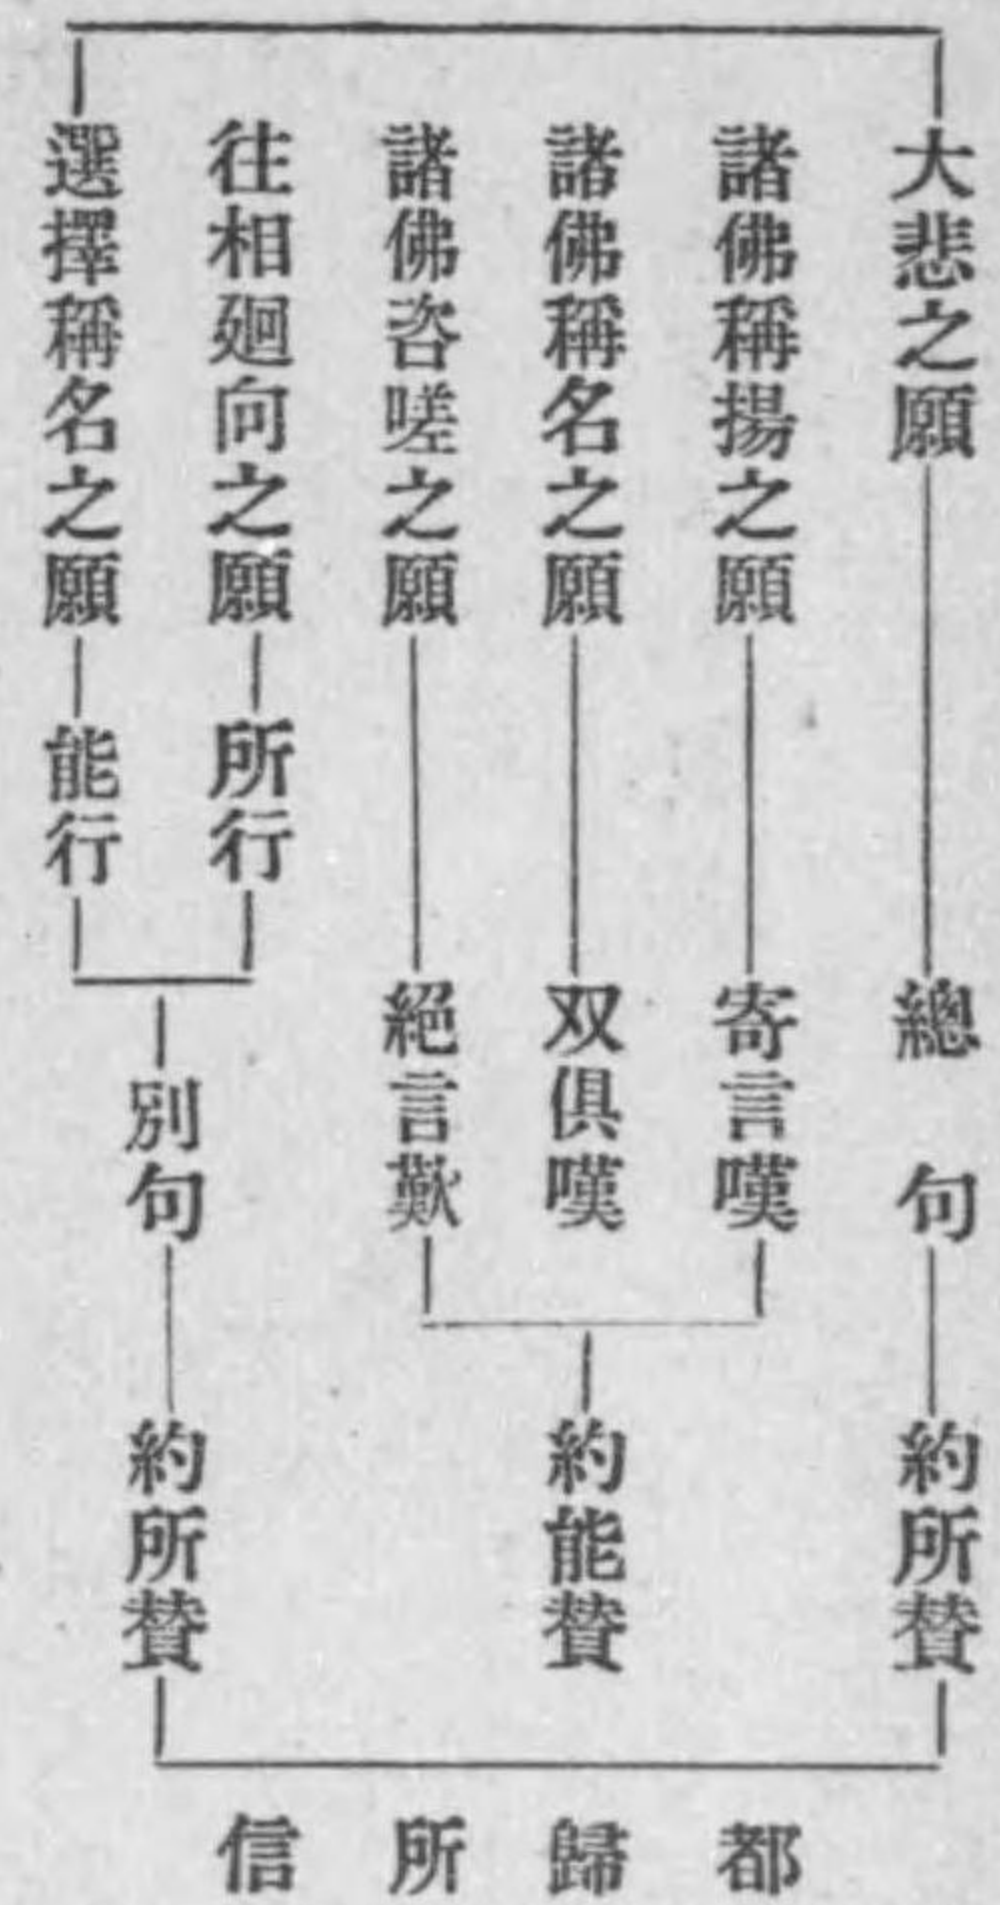 大悲之願
總句
約所賛
諸佛稱揚之願
寄言嘆
諸佛稱名之願
双俱嘆
諸佛咨嗟之願
絕言歎
約能賛
往相廻向之願
所行
選擇稱名之願
能行
別句
約所賛
都歸所信